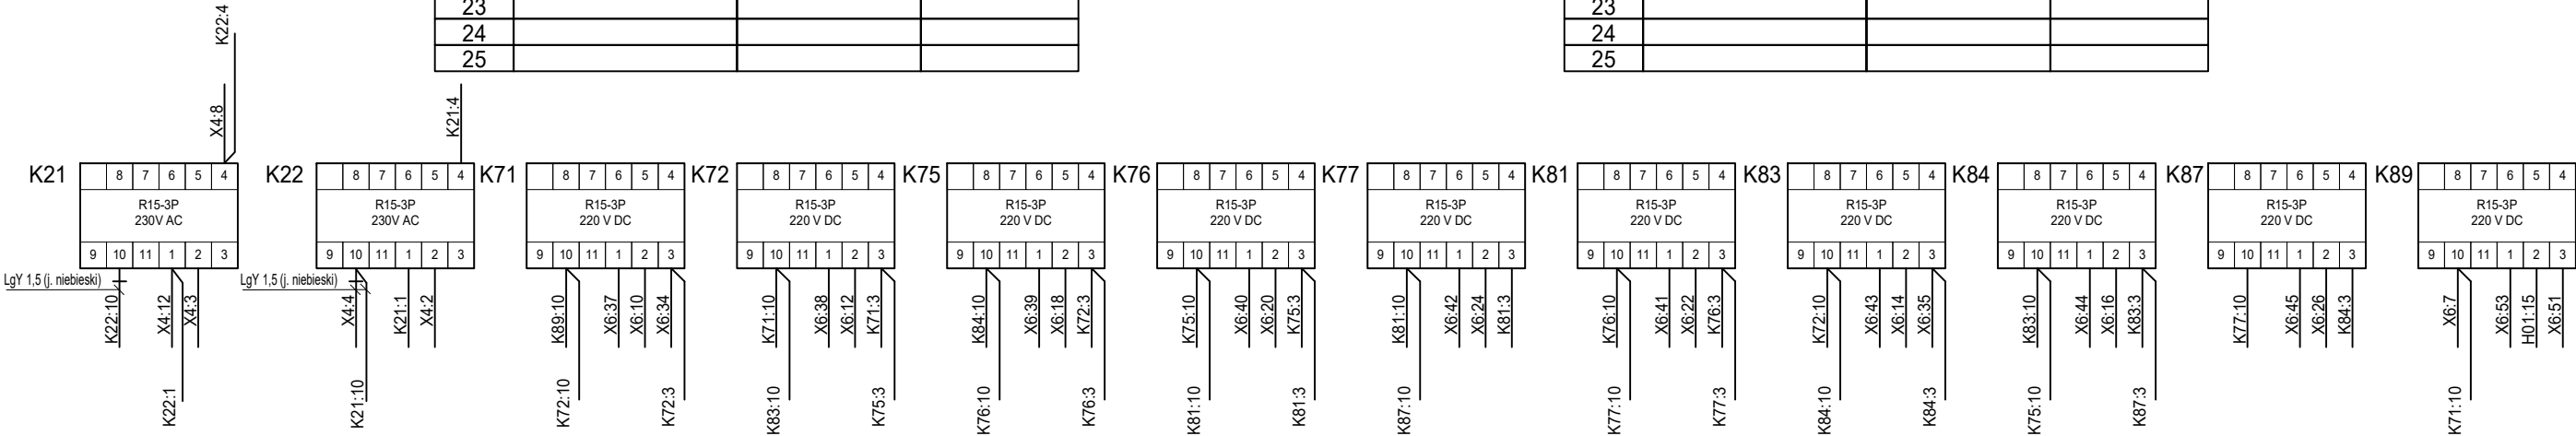 K22:4
23
24
25
23
24
25
X4:8
K21:4
K21
8 7 6 5 4
R15-3P
230V AC
9 10 11 1 2 3
LgY 1,5 (j. niebieski)
K22:10
X4:12
X4:3
K22:1
K22
8 7 6 5 4
R15-3P
230V AC
9 10 11 1 2 3
LgY 1,5 (j. niebieski)
X4:4
K21:1
X4:2
K21:10
K71
8 7 6 5 4
R15-3P
220 V DC
9 10 11 1 2 3
K89:10
X6:37
X6:10
X6:34
K72:10
K72:3
K72
8 7 6 5 4
R15-3P
220 V DC
9 10 11 1 2 3
K71:10
X6:38
X6:12
K71:3
K83:10
K75:3
K75
8 7 6 5 4
R15-3P
220 V DC
9 10 11 1 2 3
K84:10
X6:39
X6:18
K72:3
K76:10
K76:3
K76
8 7 6 5 4
R15-3P
220 V DC
9 10 11 1 2 3
K75:10
X6:40
X6:20
K75:3
K81:10
K81:3
K77
8 7 6 5 4
R15-3P
220 V DC
9 10 11 1 2 3
K81:10
X6:42
X6:24
K81:3
K87:10
K81
8 7 6 5 4
R15-3P
220 V DC
9 10 11 1 2 3
K76:10
X6:41
X6:22
K76:3
K77:10
K77:3
K83
8 7 6 5 4
R15-3P
220 V DC
9 10 11 1 2 3
K72:10
X6:43
X6:14
X6:35
K84:10
K84:3
K84
8 7 6 5 4
R15-3P
220 V DC
9 10 11 1 2 3
K83:10
X6:44
X6:16
K83:3
K75:10
K87:3
K87
8 7 6 5 4
R15-3P
220 V DC
9 10 11 1 2 3
K77:10
X6:45
X6:26
K84:3
K89
8 7 6 5 4
R15-3P
220 V DC
9 10 11 1 2 3
X6:7
X6:53
H01:15
X6:51
K71:10